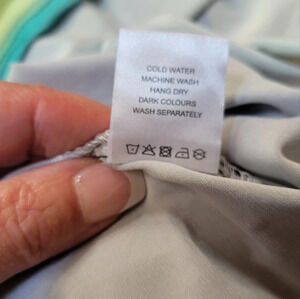 COLD WATER
MACHINE WASH
HANG DRY
DARK COLOURS
WASH SEPARATELY